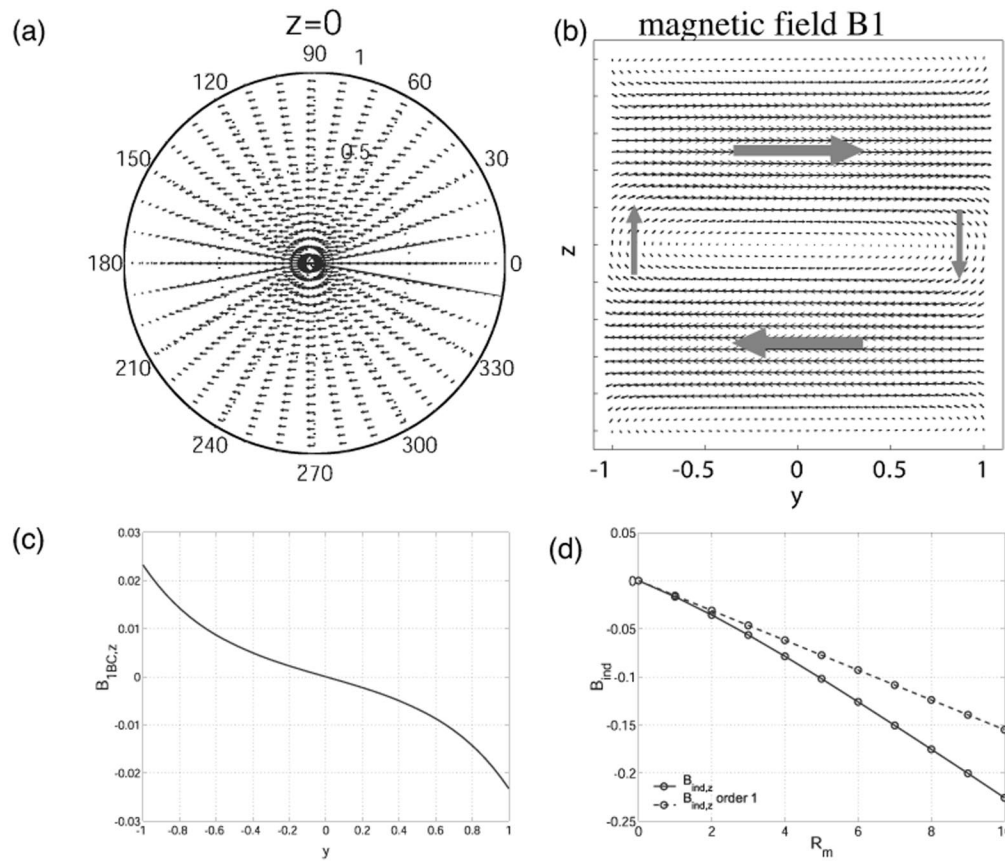 (a)
z=0
90
1
120
60
0.5
150
30
180
0
210
330
240
300
270
(b)
magnetic field B1
z
-1
-0.5
0
0.5
1
y
(c)
0.03
0.02
0.01
0
-0.01
-0.02
-0.03
B1BC,z
-1 -0.8 -0.6 -0.4 -0.2 0 0.2 0.4 0.6 0.8 1
y
(d)
0.05
0
-0.05
-0.1
-0.15
-0.2
-0.25
Bind
Bind,z
Bind,z order 1
0 2 4 6 8 10
Rm